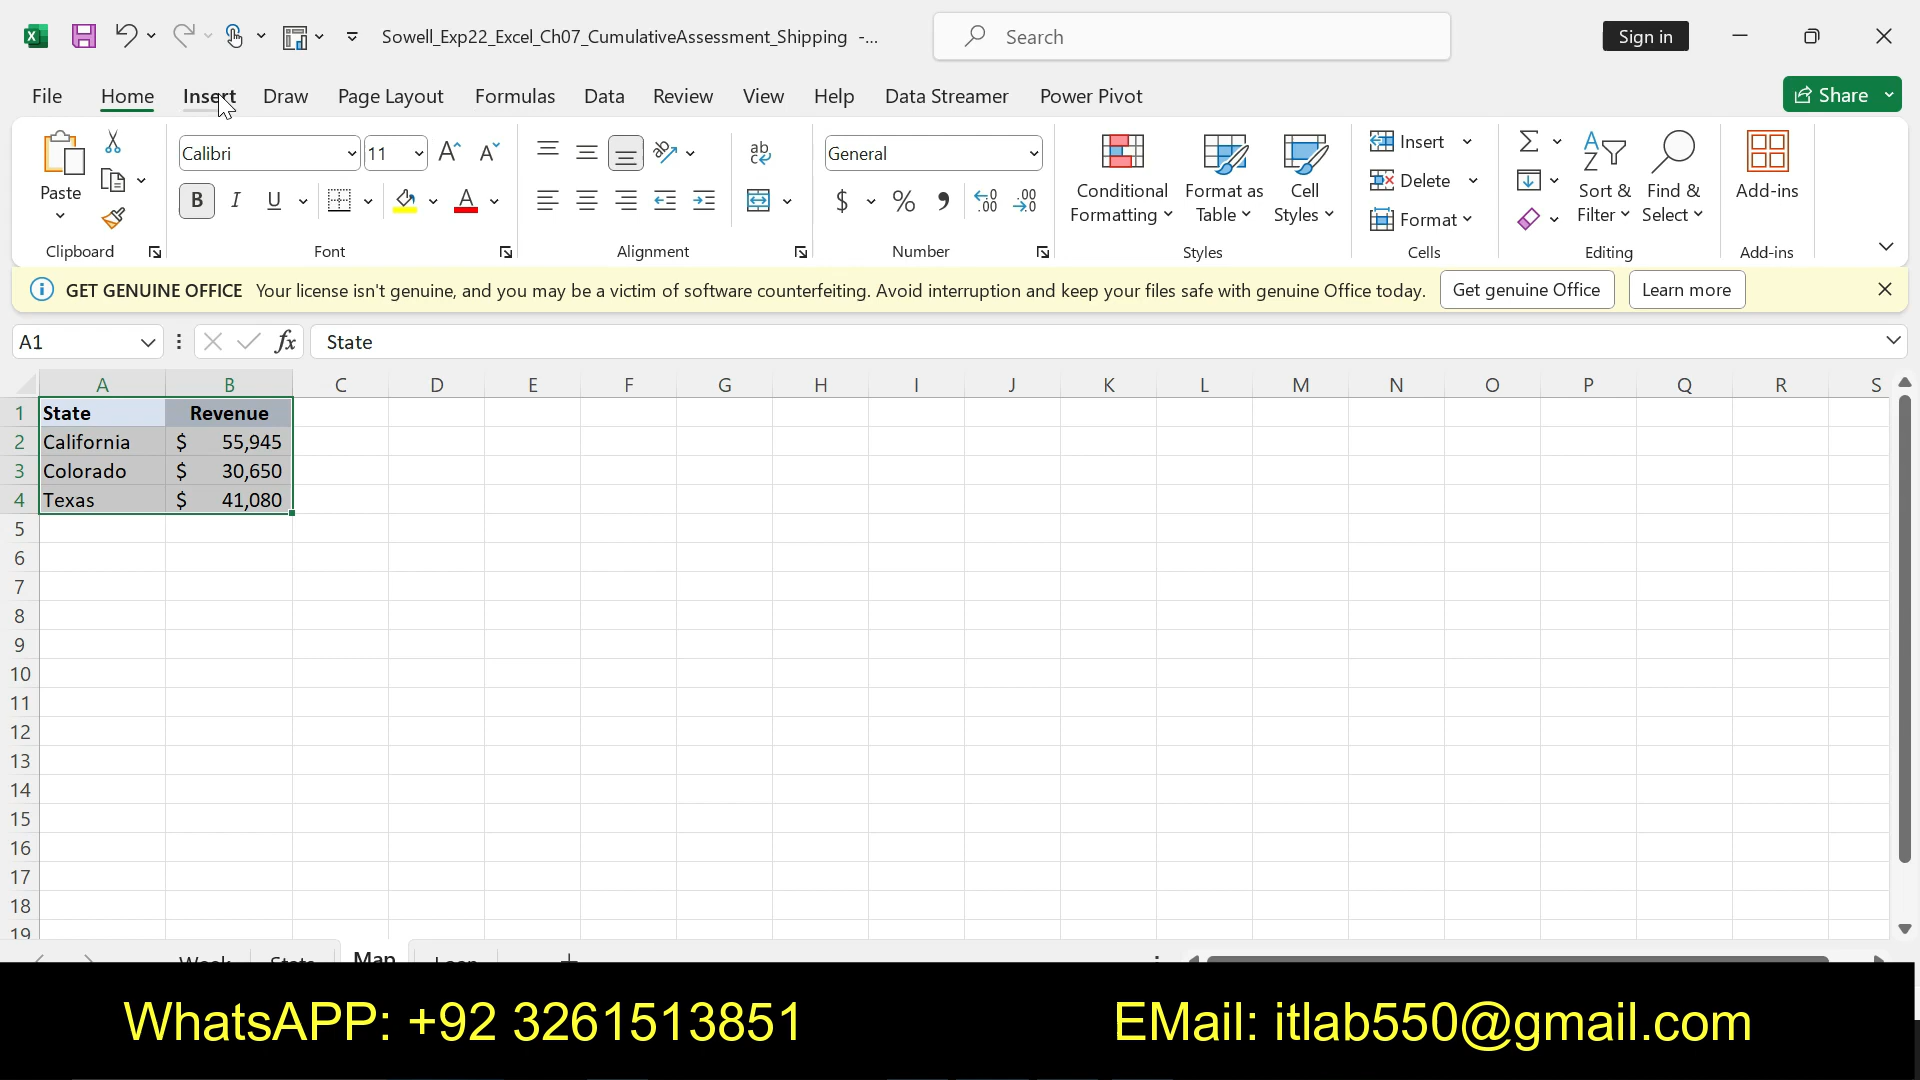 Sowell_Exp22_Excel_Ch07_CumulativeAssessment_Shipping -...
Search
Sign in
File Home Insert Draw Page Layout Formulas Data Review View Help Data Streamer Power Pivot
Share
Paste
Clipboard
Calibri 11
B I U A
Font
ab
Alignment
General
$ % 
Number
Conditional Formatting
Format as Table
Cell Styles
Styles
Insert
Delete
Format
Cells
Sort & Filter
Find & Select
Editing
Add-ins
Add-ins
GET GENUINE OFFICE Your license isn't genuine, and you may be a victim of software counterfeiting. Avoid interruption and keep your files safe with genuine Office today. Get genuine Office Learn more
A1 fx State
A B C D E F G H I J K L M N O P Q R S
1 State Revenue
2 California $ 55,945
3 Colorado $ 30,650
4 Texas $ 41,080
5
6
7
8
9
10
11
12
13
14
15
16
17
18
19
Week State Map Loan
WhatsAPP: +92 3261513851 EMail: itlab550@gmail.com